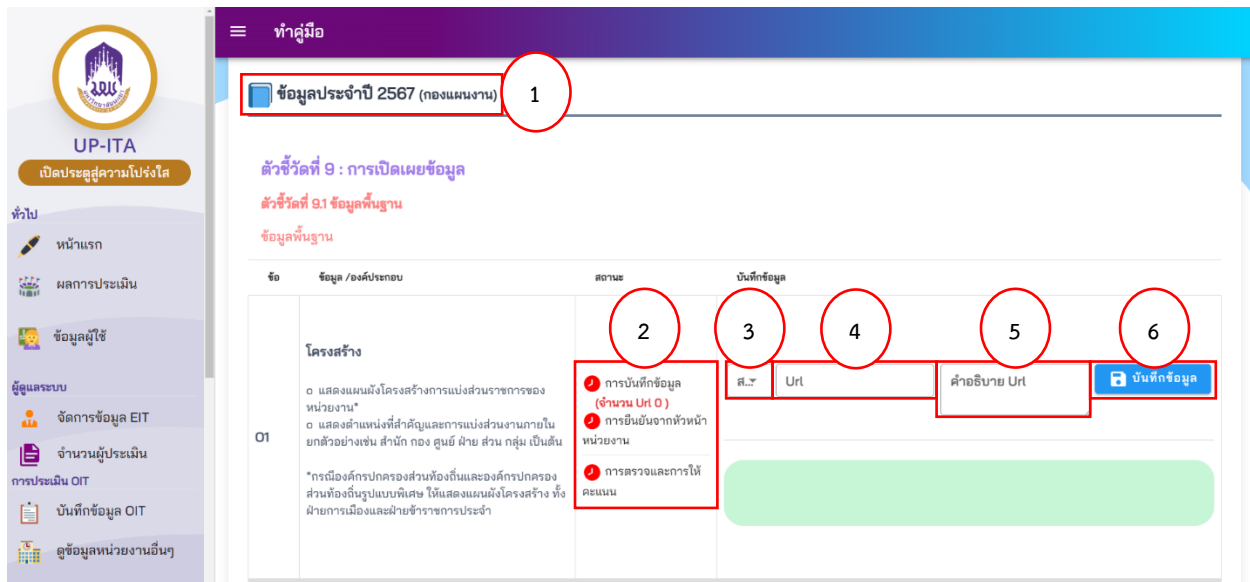 UP-ITA
เปิดประตูสู่ความโปร่งใส
ทั่วไป
หน้าแรก
ผลการประเมิน
ข้อมูลผู้ใช้
ผู้ดูแลระบบ
จัดการข้อมูล EIT
จำนวนผู้ประเมิน
การประเมิน OIT
บันทึกข้อมูล OIT
ดูข้อมูลหน่วยงานอื่นๆ
ทำคู่มือ
ข้อมูลประจำปี 2567 (กองแผนงาน)
1
ตัวชี้วัดที่ 9 : การเปิดเผยข้อมูล
ตัวชี้วัดที่ 9.1 ข้อมูลพื้นฐาน
ข้อมูลพื้นฐาน
ข้อ ข้อมูล /องค์ประกอบ สถานะ บันทึกข้อมูล
O1
โครงสร้าง
o แสดงแผนผังโครงสร้างการแบ่งส่วนราชการของ
หน่วยงาน*
o แสดงตำแหน่งที่สำคัญและการแบ่งส่วนงานภายใน
ยกตัวอย่างเช่น สำนัก กอง ศูนย์ ฝ่าย ส่วน กลุ่ม เป็นต้น
*กรณีองค์กรปกครองส่วนท้องถิ่นและองค์กรปกครอง
ส่วนท้องถิ่นรูปแบบพิเศษ ให้แสดงแผนผังโครงสร้าง ทั้ง
ฝ่ายการเมืองและฝ่ายข้าราชการประจำ
2
การบันทึกข้อมูล
(จำนวน Url 0 )
การยืนยันจากหัวหน้า
หน่วยงาน
การตรวจและการให้
คะแนน
3 4 5 6
ส.. Url คำอธิบาย Url บันทึกข้อมูล